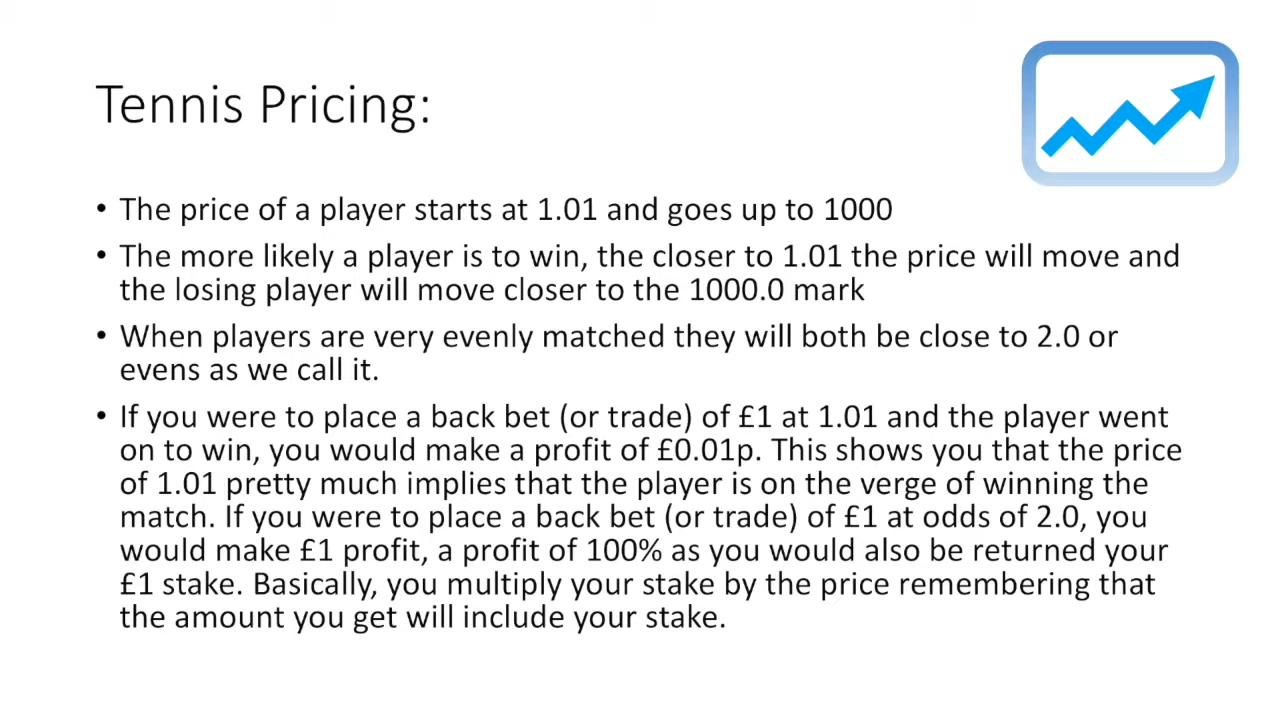 Tennis Pricing:
• The price of a player starts at 1.01 and goes up to 1000
• The more likely a player is to win, the closer to 1.01 the price will move and
the losing player will move closer to the 1000.0 mark
• When players are very evenly matched they will both be close to 2.0 or
evens as we call it.
• If you were to place a back bet (or trade) of £1 at 1.01 and the player went
on to win, you would make a profit of £0.01p. This shows you that the price
of 1.01 pretty much implies that the player is on the verge of winning the
match. If you were to place a back bet (or trade) of £1 at odds of 2.0, you
would make £1 profit, a profit of 100% as you would also be returned your
£1 stake. Basically, you multiply your stake by the price remembering that
the amount you get will include your stake.